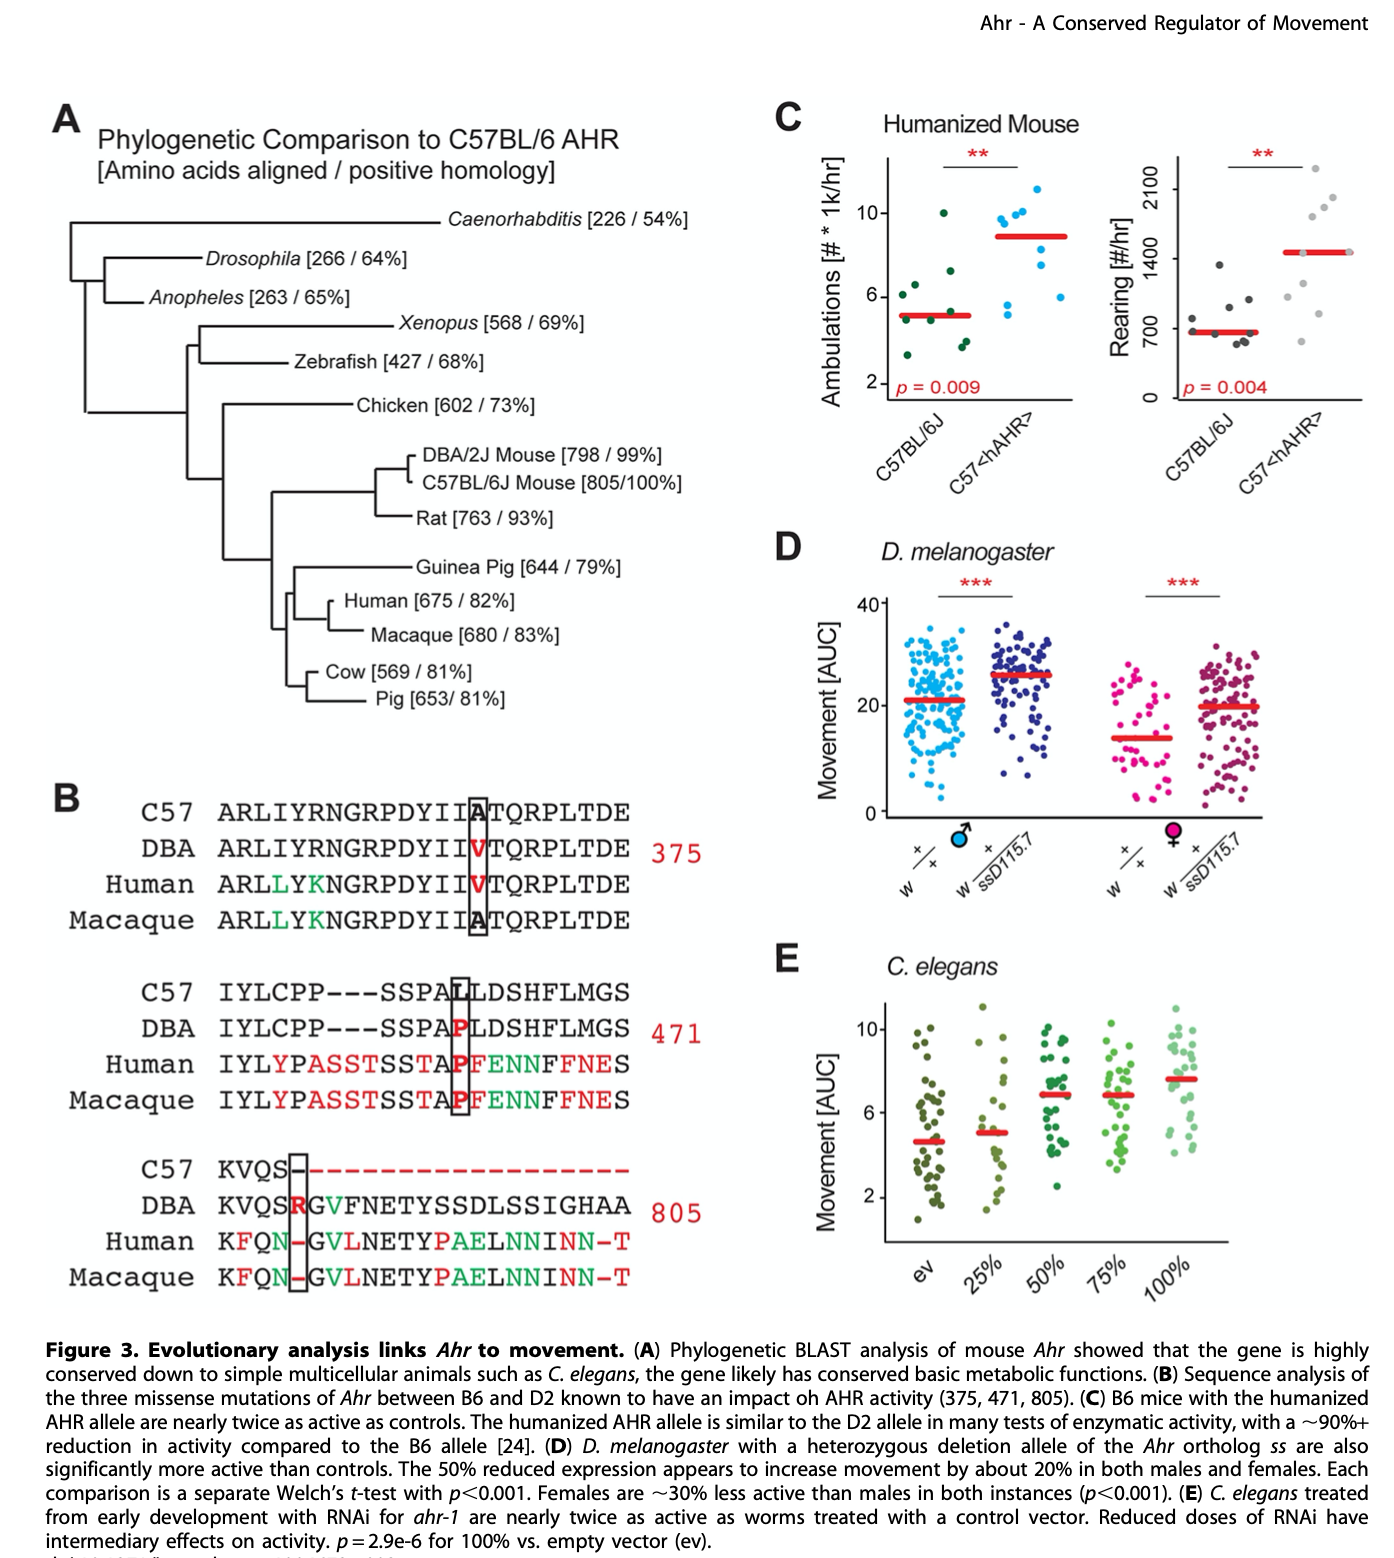 Ahr - A Conserved Regulator of Movement
A
Phylogenetic Comparison to C57BL/6 AHR
[Amino acids aligned / positive homology]
Caenorhabditis [226 / 54%]
Drosophila [266 / 64%]
Anopheles [263 / 65%]
Xenopus [568 / 69%]
Zebrafish [427 / 68%]
Chicken [602 / 73%]
DBA/2J Mouse [798 / 99%]
C57BL/6J Mouse [805/100%]
Rat [763 / 93%]
Guinea Pig [644 / 79%]
Human [675 / 82%]
Macaque [680 / 83%]
Cow [569 / 81%]
Pig [653/ 81%]
B
C57 ARLIYRNGRPDYIIATQRPLTDE
DBA ARLIYRNGRPDYIIVTQRPLTDE
375
Human ARLLYKNGRPDYIIVTQRPLTDE
Macaque ARLLYKNGRPDYIIATQRPLTDE
C57 IYLCPP---SSPALLDSHFLMGS
DBA IYLCPP---SSPAPLDSHFLMGS
471
Human IYLYPASSTSSTAPFENNFFNES
Macaque IYLYPASSTSSTAPFENNFFNES
C57 KVQS-------------------
DBA KVQSRGVFNETYSSDLSSIGHAA
805
Human KFQN-GVLNETYPAELNNINN-T
Macaque KFQN-GVLNETYPAELNNINN-T
C
Humanized Mouse
**
Ambulations [# * 1k/hr]
10
6
2
p = 0.009
C57BL/6J
C57<hAHR>
**
Rearing [#/hr]
2100
1400
700
0
p = 0.004
C57BL/6J
C57<hAHR>
D
D. melanogaster
***
***
Movement [AUC]
40
20
0
♂
♀
w +/+
w +/ssD115.7
w +/+
w +/ssD115.7
E
C. elegans
Movement [AUC]
10
6
2
ev
25%
50%
75%
100%
Figure 3. Evolutionary analysis links Ahr to movement. (A) Phylogenetic BLAST analysis of mouse Ahr showed that the gene is highly
conserved down to simple multicellular animals such as C. elegans, the gene likely has conserved basic metabolic functions. (B) Sequence analysis of
the three missense mutations of Ahr between B6 and D2 known to have an impact oh AHR activity (375, 471, 805). (C) B6 mice with the humanized
AHR allele are nearly twice as active as controls. The humanized AHR allele is similar to the D2 allele in many tests of enzymatic activity, with a ~90%+
reduction in activity compared to the B6 allele [24]. (D) D. melanogaster with a heterozygous deletion allele of the Ahr ortholog ss are also
significantly more active than controls. The 50% reduced expression appears to increase movement by about 20% in both males and females. Each
comparison is a separate Welch's t-test with p<0.001. Females are ~30% less active than males in both instances (p<0.001). (E) C. elegans treated
from early development with RNAi for ahr-1 are nearly twice as active as worms treated with a control vector. Reduced doses of RNAi have
intermediary effects on activity. p = 2.9e-6 for 100% vs. empty vector (ev).